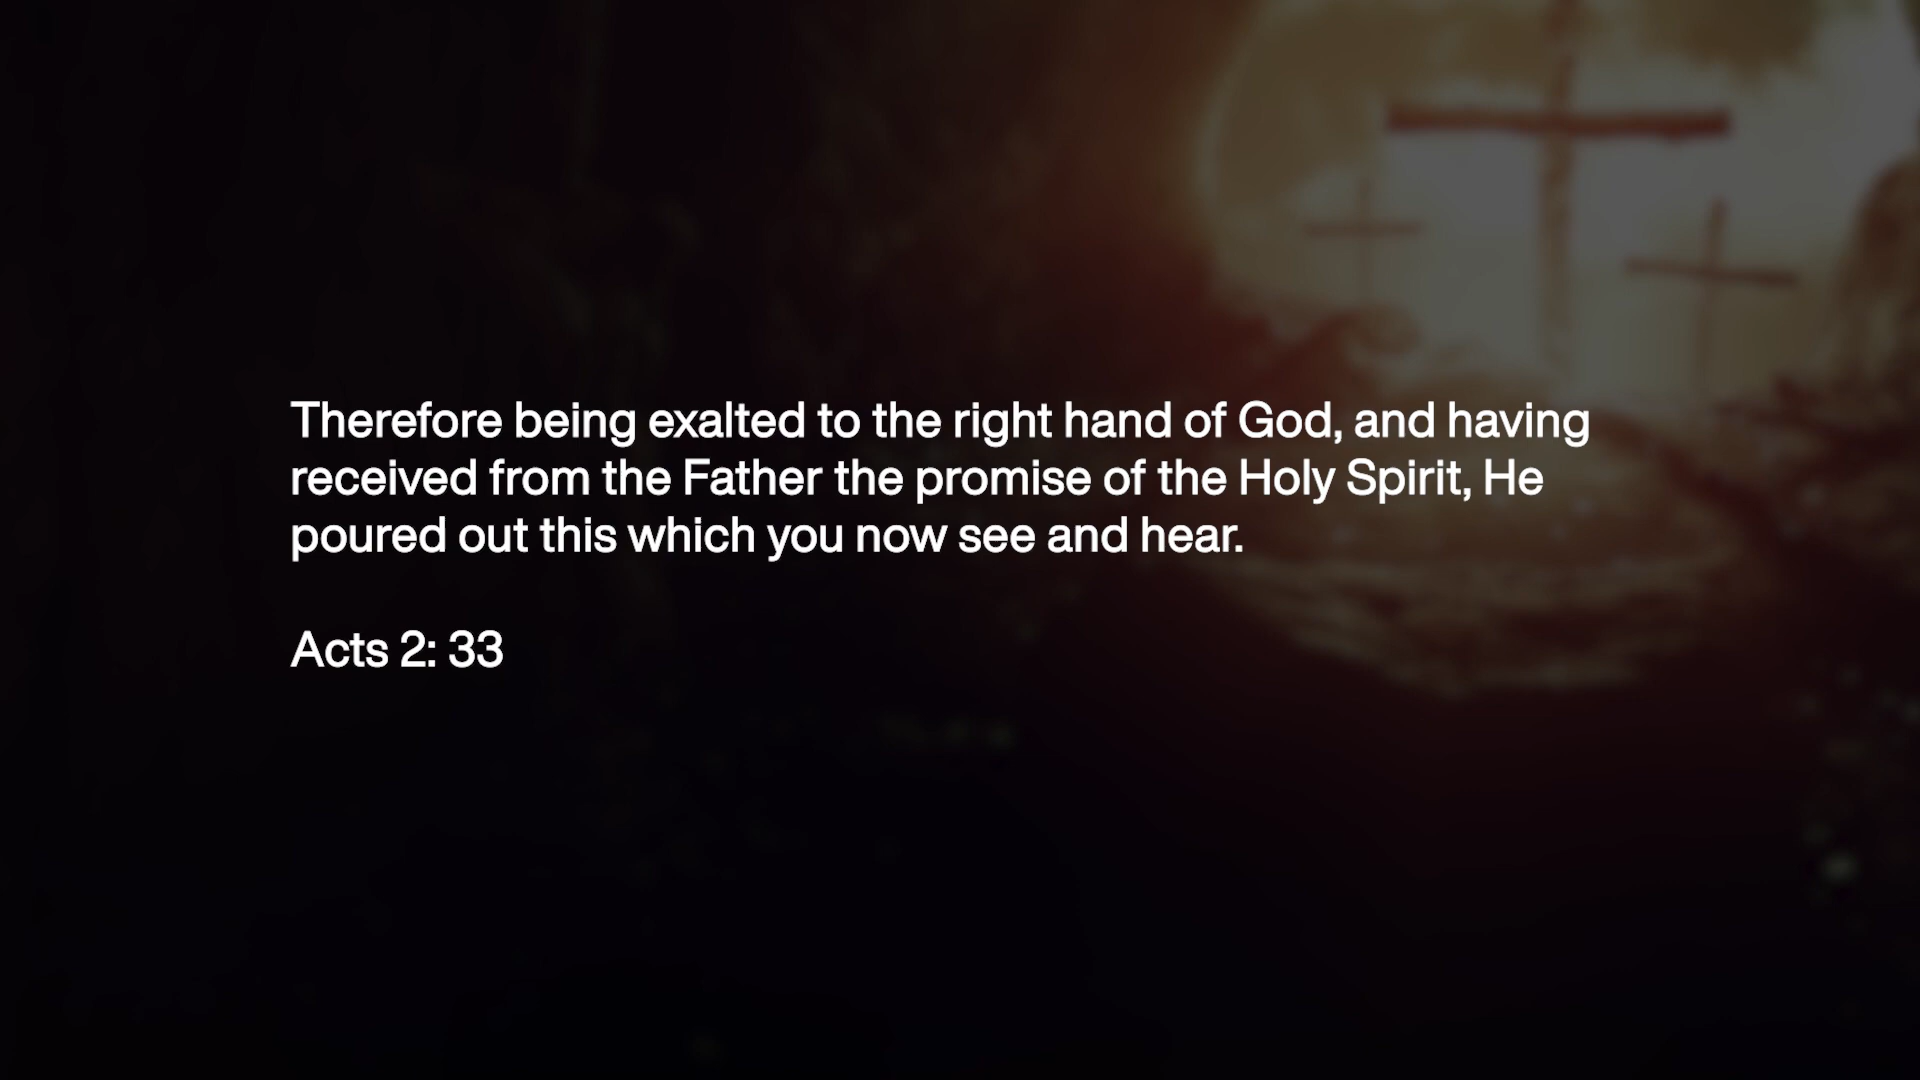 Therefore being exalted to the right hand of God, and having
received from the Father the promise of the Holy Spirit, He
poured out this which you now see and hear.
Acts 2: 33